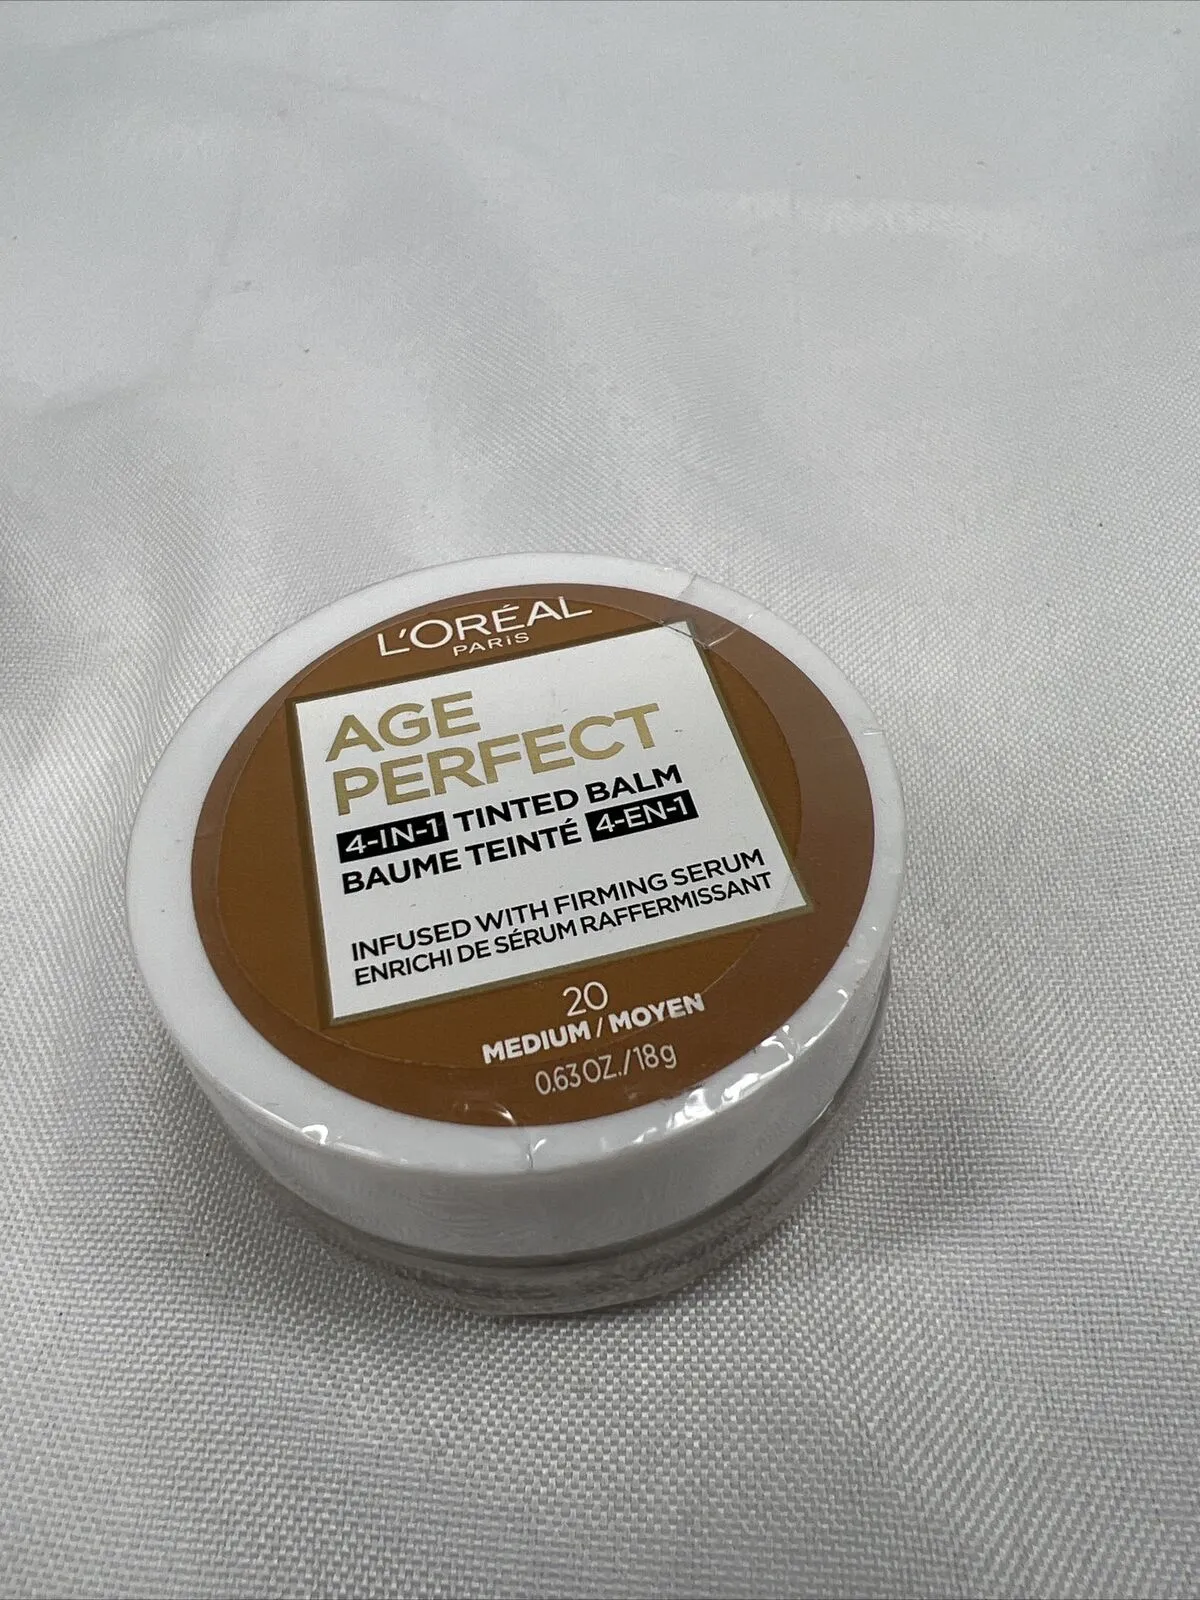 L'ORÉAL
PARiS
AGE
PERFECT
4-IN-1 TINTED BALM
BAUME TEINTÉ 4-EN-1
INFUSED WITH FIRMING SERUM
ENRICHI DE SÉRUM RAFFERMISSANT
20
MEDIUM / MOYEN
0.63 OZ./18g